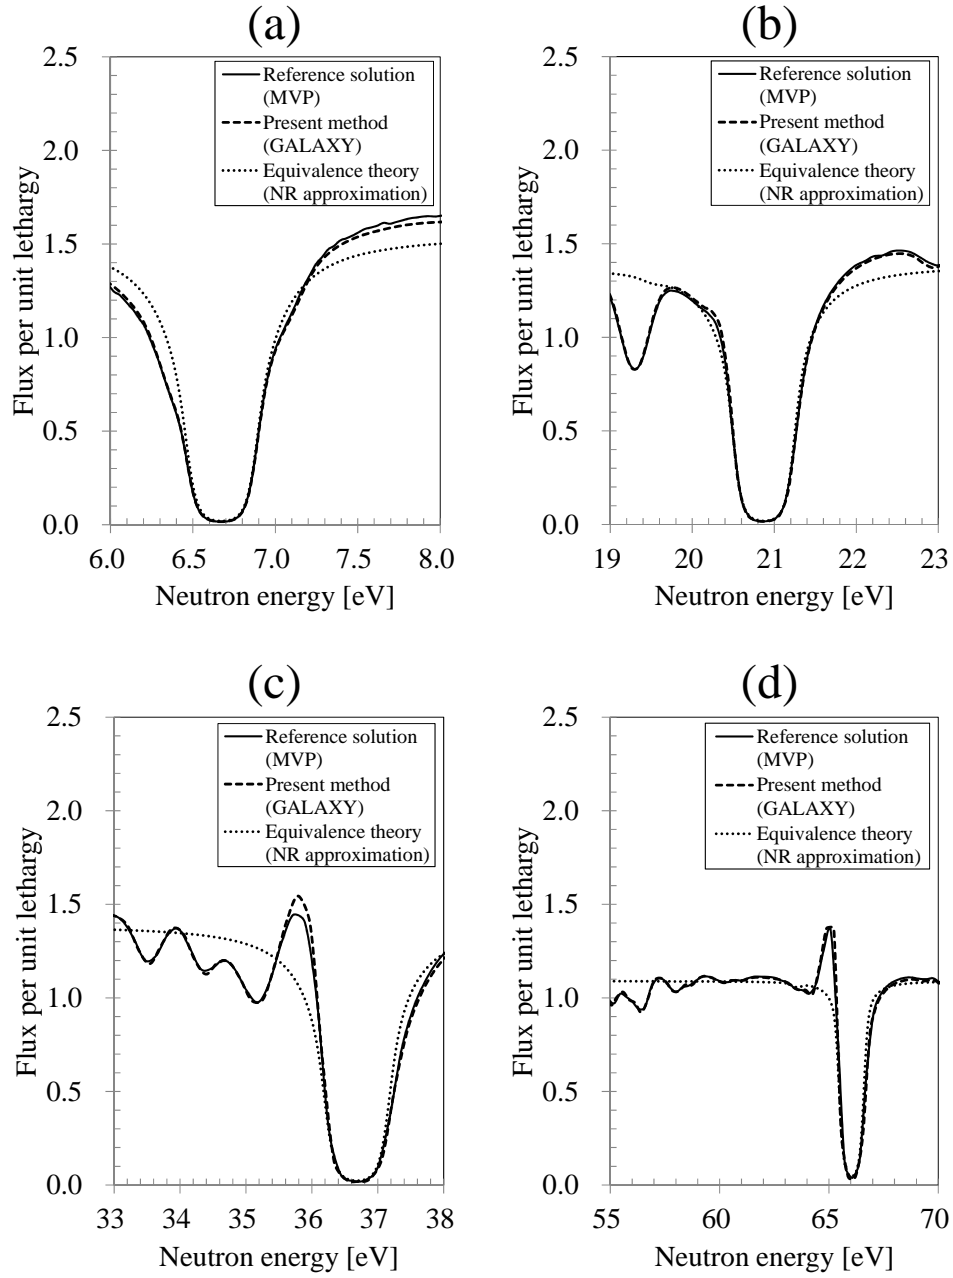 (a)
2.5
2.0
1.5
1.0
0.5
0.0
Flux per unit lethargy
Reference solution
(MVP)
Present method
(GALAXY)
Equivalence theory
(NR approximation)
6.0 6.5 7.0 7.5 8.0
Neutron energy [eV]
(b)
2.5
2.0
1.5
1.0
0.5
0.0
Flux per unit lethargy
Reference solution
(MVP)
Present method
(GALAXY)
Equivalence theory
(NR approximation)
19 20 21 22 23
Neutron energy [eV]
(c)
2.5
2.0
1.5
1.0
0.5
0.0
Flux per unit lethargy
Reference solution
(MVP)
Present method
(GALAXY)
Equivalence theory
(NR approximation)
33 34 35 36 37 38
Neutron energy [eV]
(d)
2.5
2.0
1.5
1.0
0.5
0.0
Flux per unit lethargy
Reference solution
(MVP)
Present method
(GALAXY)
Equivalence theory
(NR approximation)
55 60 65 70
Neutron energy [eV]